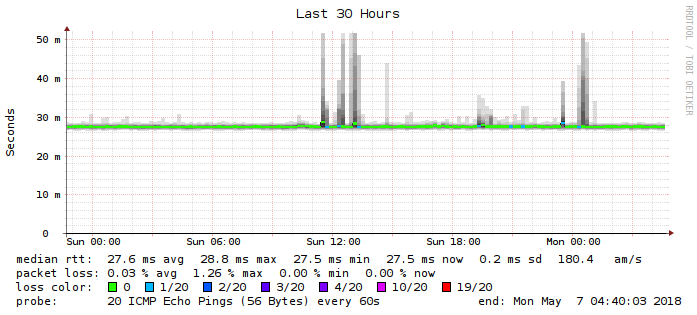 Last 30 Hours
RRDTOOL / TOBI OETIKER
Seconds
50 m
40 m
30 m
20 m
10 m
0
Sun 00:00 Sun 06:00 Sun 12:00 Sun 18:00 Mon 00:00
median rtt: 27.6 ms avg 28.8 ms max 27.5 ms min 27.5 ms now 0.2 ms sd 180.4 am/s
packet loss: 0.03 % avg 1.26 % max 0.00 % min 0.00 % now
loss color: 0 1/20 2/20 3/20 4/20 10/20 19/20
probe: 20 ICMP Echo Pings (56 Bytes) every 60s end: Mon May 7 04:40:03 2018